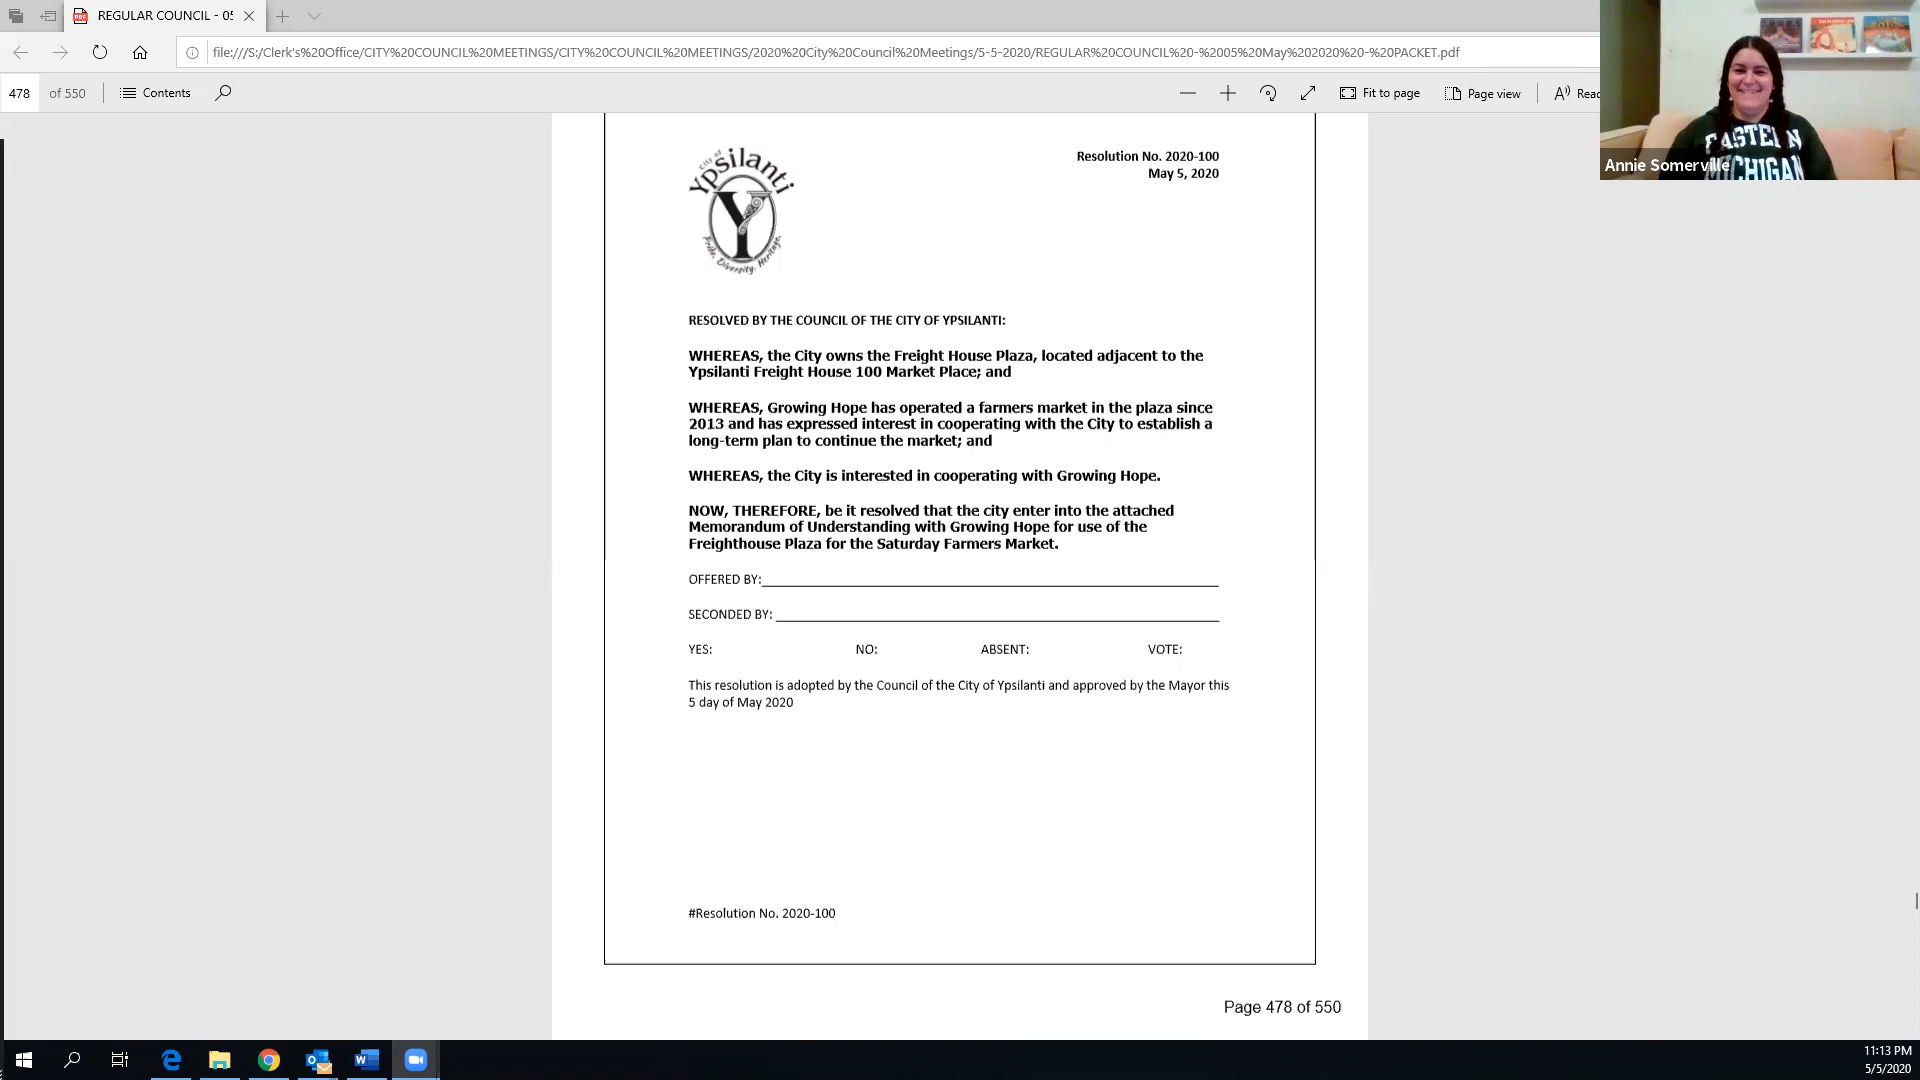 REGULAR COUNCIL - 05
file:///S:/Clerk's%20Office/CITY%20COUNCIL%20MEETINGS/CITY%20COUNCIL%20MEETINGS/2020%20City%20Council%20Meetings/5-5-2020/REGULAR%20COUNCIL%20-%2005%20May%202020%20-%20PACKET.pdf
478 of 550 Contents Fit to page Page view Read
EASTERN
MICHIGAN
Annie Somerville
City of
Ypsilanti
Y
Pride. Diversity. Heritage.
Resolution No. 2020-100
May 5, 2020
RESOLVED BY THE COUNCIL OF THE CITY OF YPSILANTI:
WHEREAS, the City owns the Freight House Plaza, located adjacent to the
Ypsilanti Freight House 100 Market Place; and
WHEREAS, Growing Hope has operated a farmers market in the plaza since
2013 and has expressed interest in cooperating with the City to establish a
long-term plan to continue the market; and
WHEREAS, the City is interested in cooperating with Growing Hope.
NOW, THEREFORE, be it resolved that the city enter into the attached
Memorandum of Understanding with Growing Hope for use of the
Freighthouse Plaza for the Saturday Farmers Market.
OFFERED BY:
SECONDED BY:
YES: NO: ABSENT: VOTE:
This resolution is adopted by the Council of the City of Ypsilanti and approved by the Mayor this
5 day of May 2020
#Resolution No. 2020-100
Page 478 of 550
11:13 PM
5/5/2020